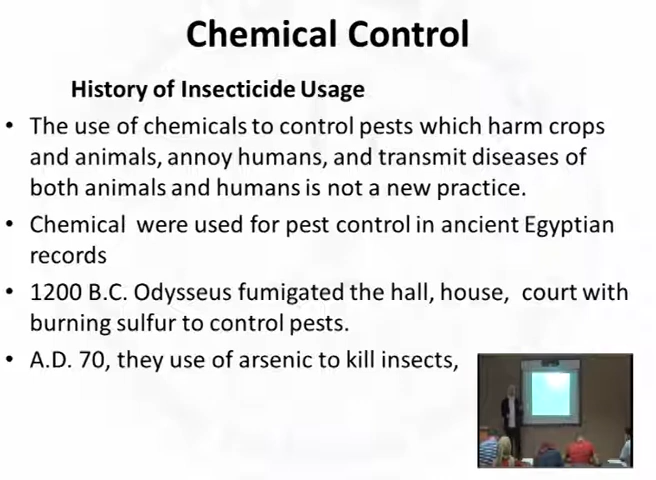 Chemical Control
History of Insecticide Usage
• The use of chemicals to control pests which harm crops
and animals, annoy humans, and transmit diseases of
both animals and humans is not a new practice.
• Chemical were used for pest control in ancient Egyptian
records
• 1200 B.C. Odysseus fumigated the hall, house, court with
burning sulfur to control pests.
• A.D. 70, they use of arsenic to kill insects,